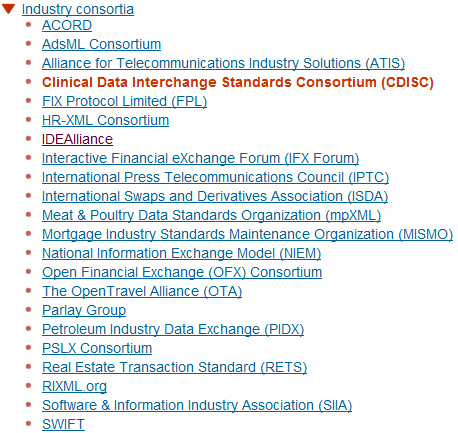 Industry consortia
ACORD
AdsML Consortium
Alliance for Telecommunications Industry Solutions (ATIS)
Clinical Data Interchange Standards Consortium (CDISC)
FIX Protocol Limited (FPL)
HR-XML Consortium
IDEAlliance
Interactive Financial eXchange Forum (IFX Forum)
International Press Telecommunications Council (IPTC)
International Swaps and Derivatives Association (ISDA)
Meat & Poultry Data Standards Organization (mpXML)
Mortgage Industry Standards Maintenance Organization (MISMO)
National Information Exchange Model (NIEM)
Open Financial Exchange (OFX) Consortium
The OpenTravel Alliance (OTA)
Parlay Group
Petroleum Industry Data Exchange (PIDX)
PSLX Consortium
Real Estate Transaction Standard (RETS)
RIXML.org
Software & Information Industry Association (SIIA)
SWIFT